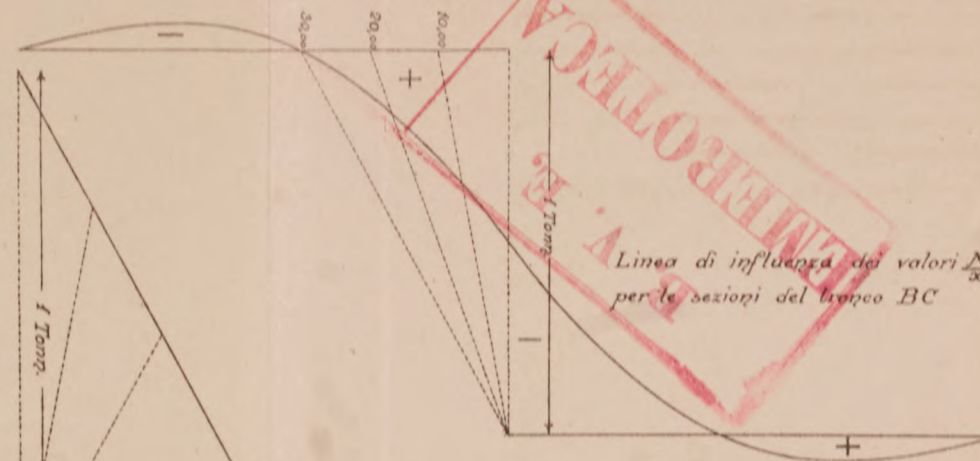 30,00
20,00
10,00
1 Tonn.
1 Tonn.
Linea di influenza dei valori
per le sezioni del tronco BC
B. V. E.
EMEROTECA